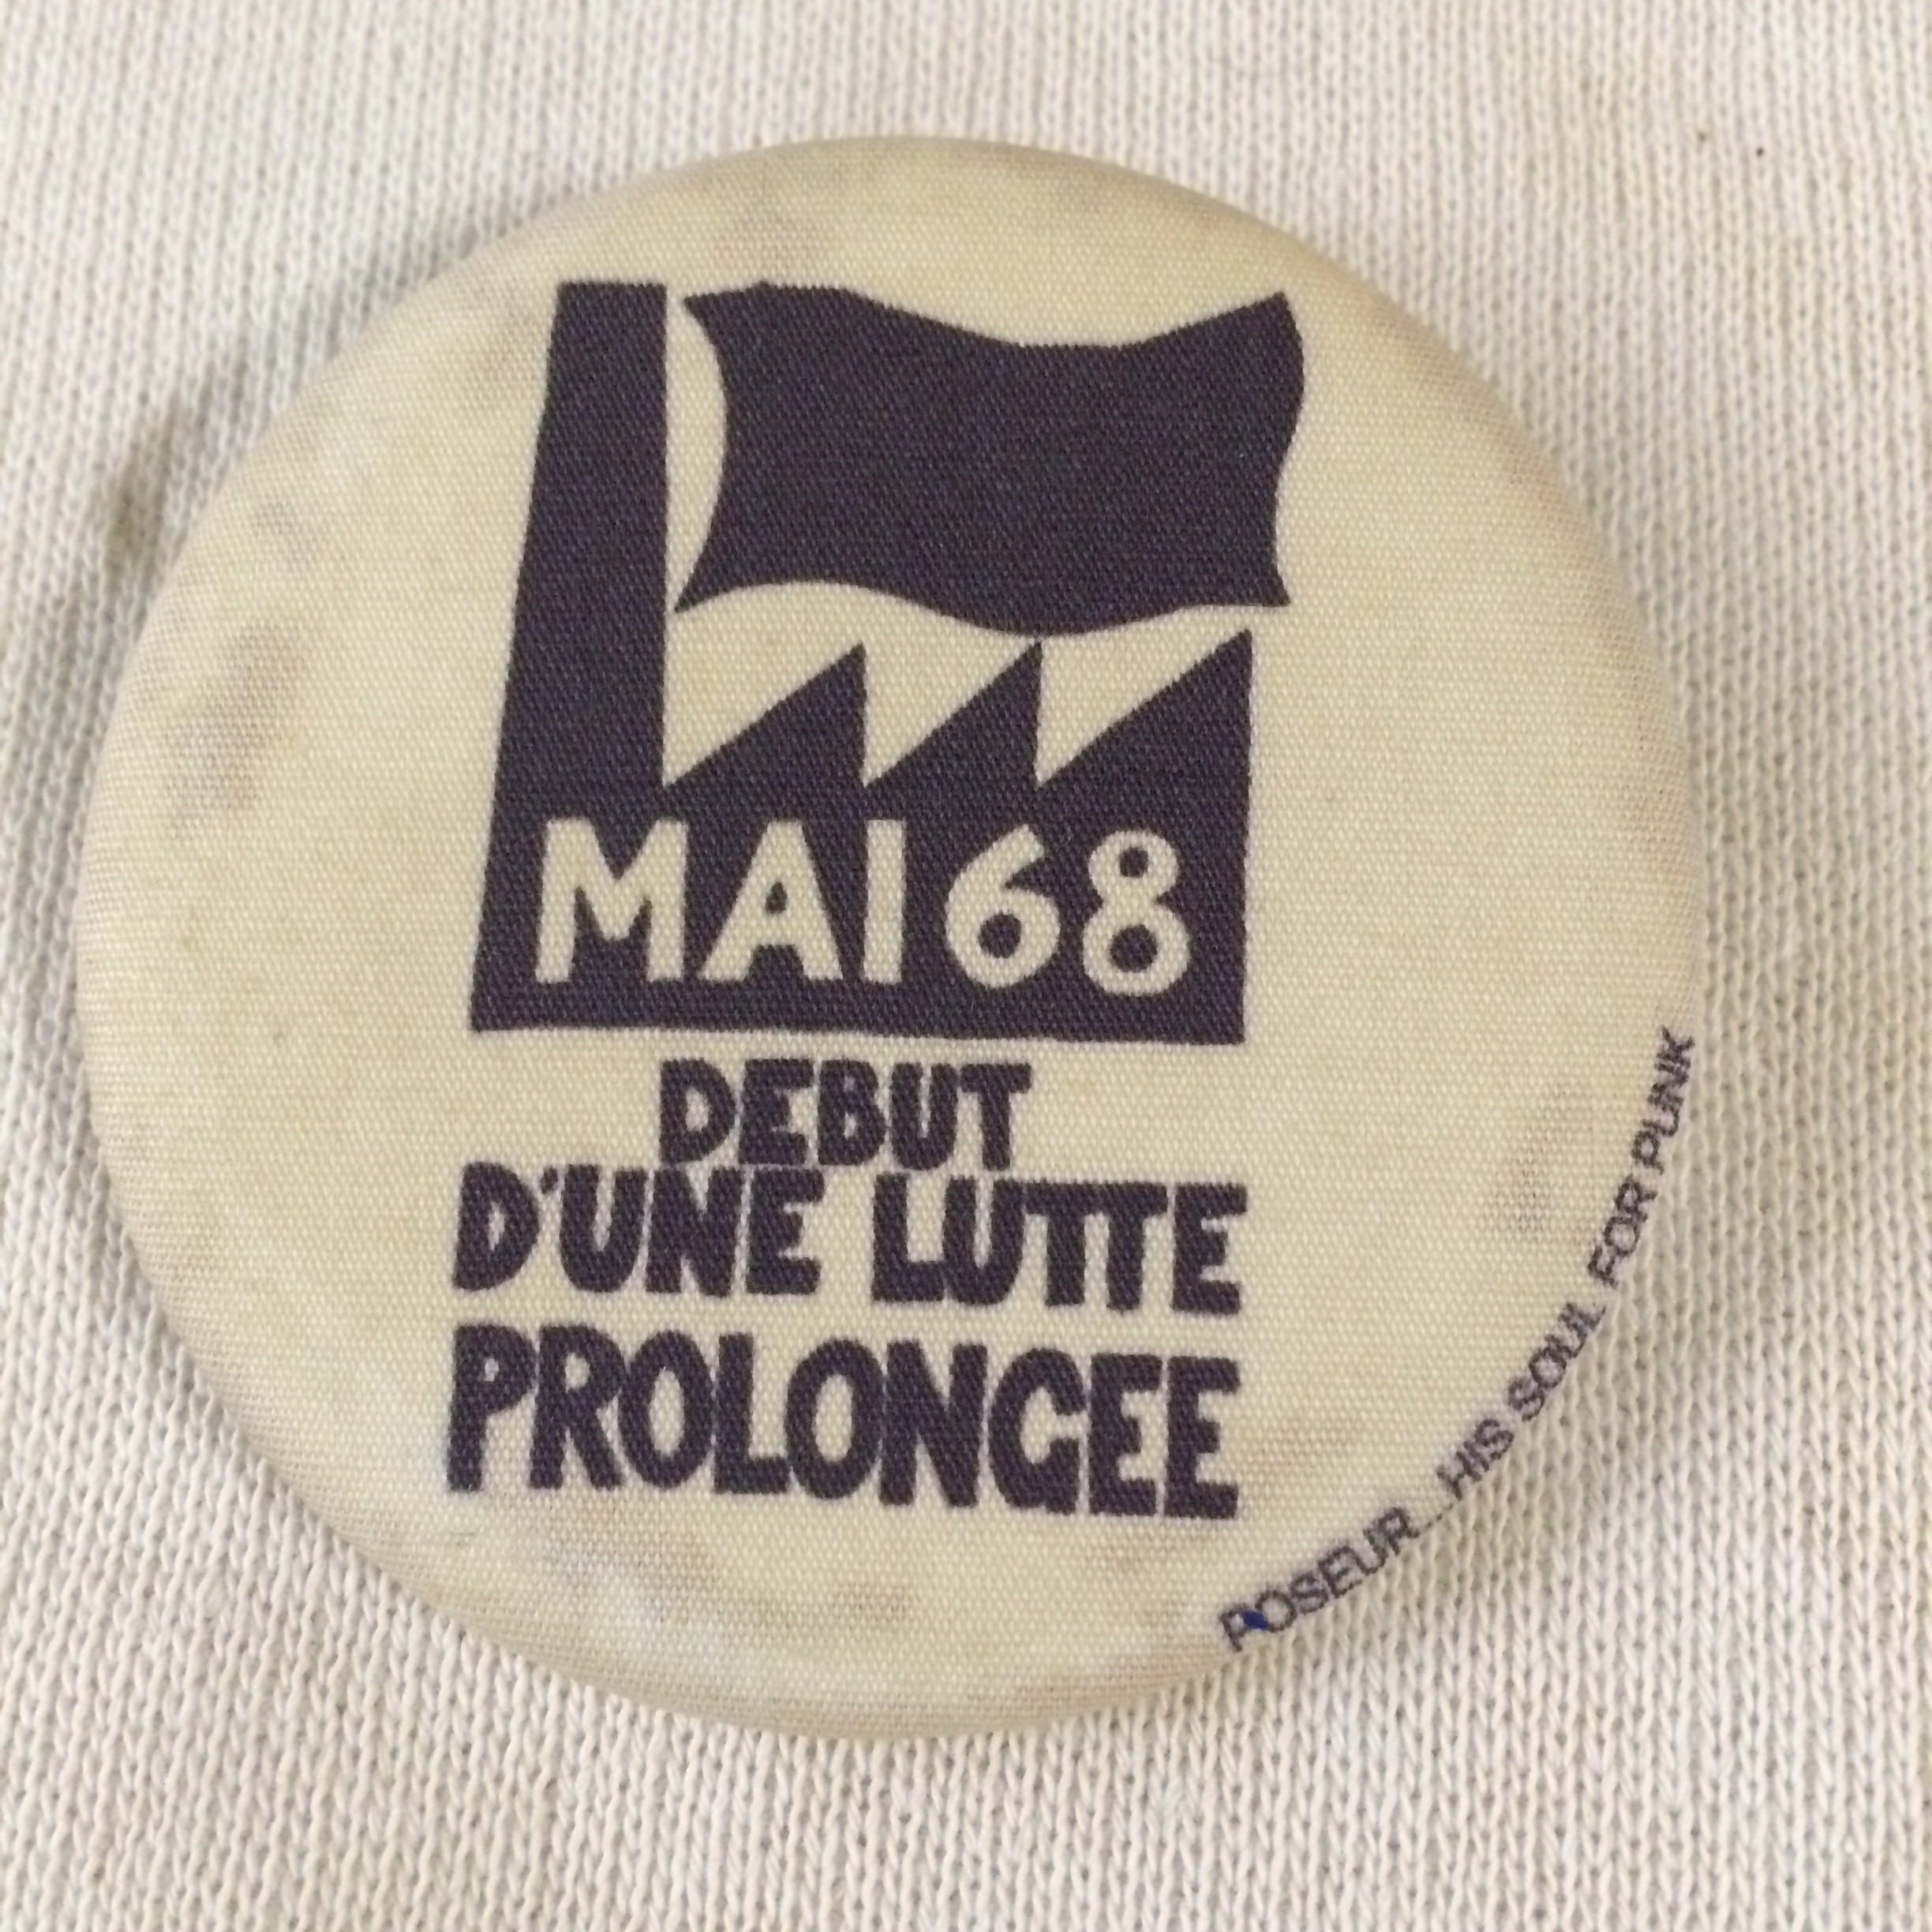 MAI 68
DEBUT
D'UNE LUTTE
PROLONGEE
POSEUR...HIS SOUL FOR PUNK